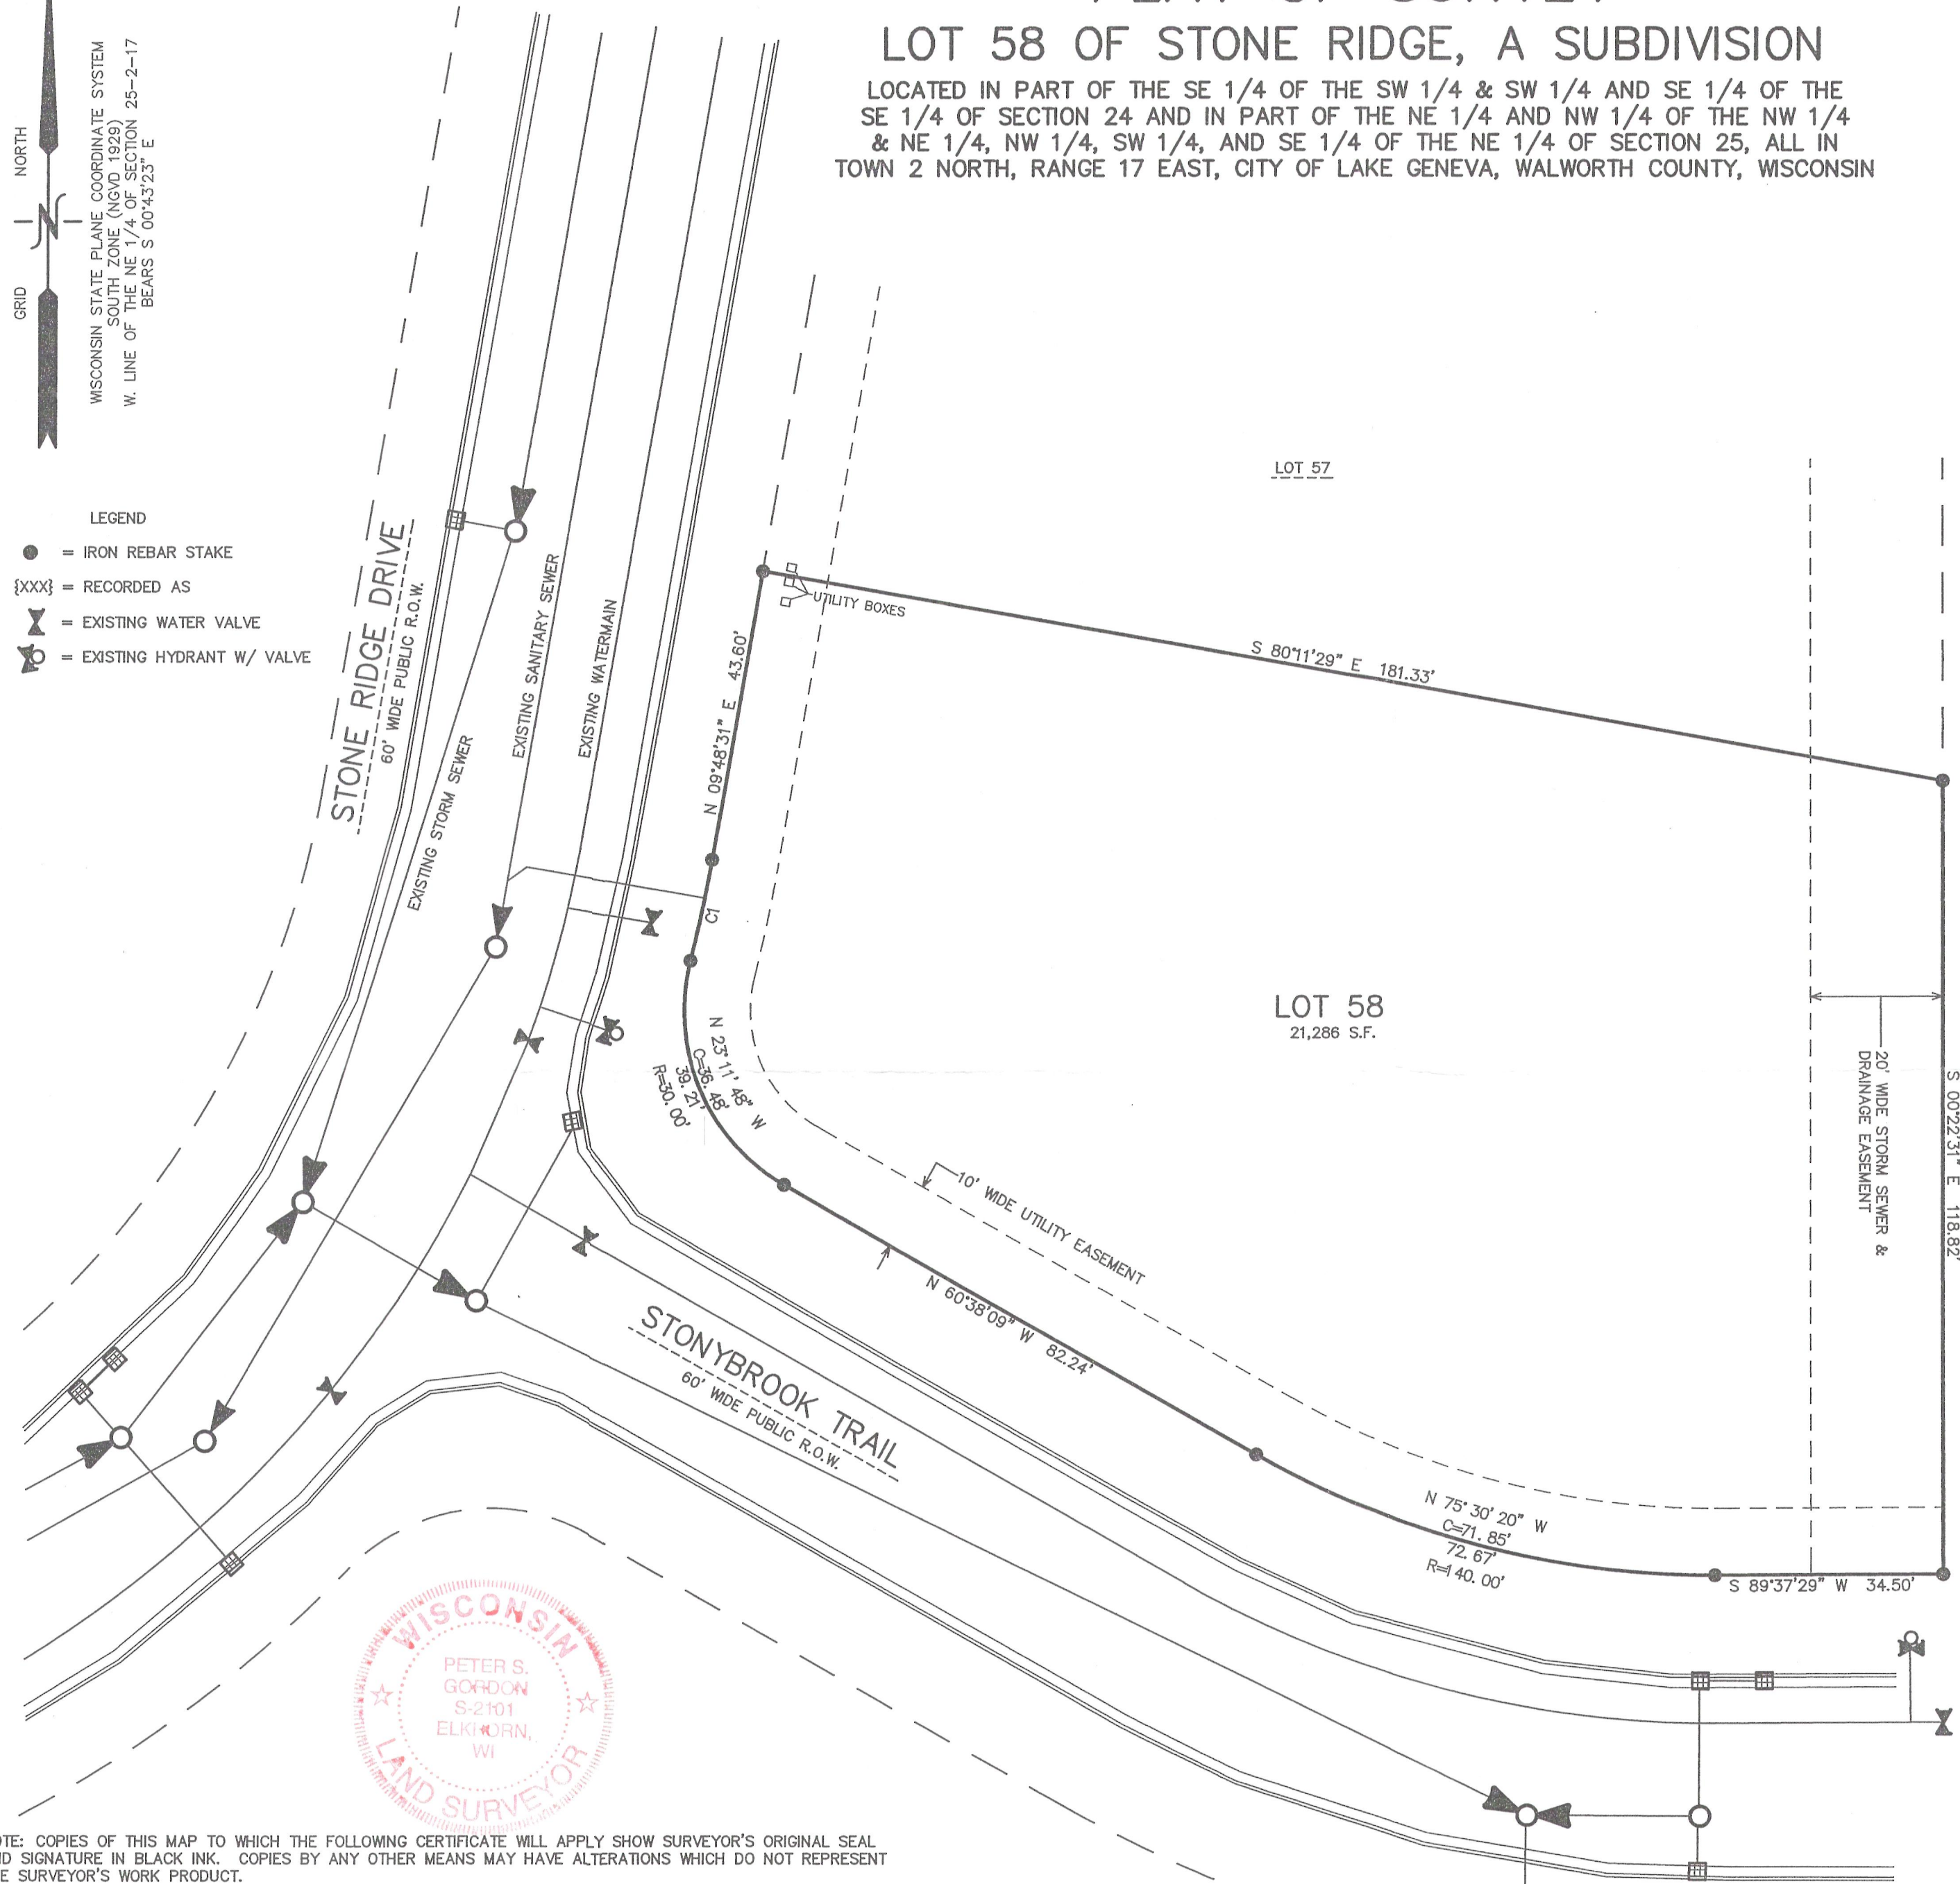 LOT 58 OF STONE RIDGE, A SUBDIVISION
LOCATED IN PART OF THE SE 1/4 OF THE SW 1/4 & SW 1/4 AND SE 1/4 OF THE
SE 1/4 OF SECTION 24 AND IN PART OF THE NE 1/4 AND NW 1/4 OF THE NW 1/4
& NE 1/4, NW 1/4, SW 1/4, AND SE 1/4 OF THE NE 1/4 OF SECTION 25, ALL IN
TOWN 2 NORTH, RANGE 17 EAST, CITY OF LAKE GENEVA, WALWORTH COUNTY, WISCONSIN
GRID NORTH
N
WISCONSIN STATE PLANE COORDINATE SYSTEM
SOUTH ZONE (NGVD 1929)
W. LINE OF THE NE 1/4 OF SECTION 25-2-17
BEARS S 00°43'23" E
LEGEND
= IRON REBAR STAKE
{XXX} = RECORDED AS
= EXISTING WATER VALVE
= EXISTING HYDRANT W/ VALVE
STONE RIDGE DRIVE
60' WIDE PUBLIC R.O.W.
EXISTING STORM SEWER
EXISTING SANITARY SEWER
EXISTING WATERMAIN
LOT 57
UTILITY BOXES
S 80°11'29" E 181.33'
N 09°48'31" E 43.60'
C1
LOT 58
21,286 S.F.
N 23°11'48" W
C=36.48'
39.21'
R=30.00'
10' WIDE UTILITY EASEMENT
N 60°38'09" W 82.24'
20' WIDE STORM SEWER &
DRAINAGE EASEMENT
S 00°22'31" E 118.82'
STONYBROOK TRAIL
60' WIDE PUBLIC R.O.W.
N 75°30'20" W
C=71.85'
72.67'
R=140.00'
S 89°37'29" W 34.50'
WISCONSIN
PETER S.
GORDON
S-2101
ELKHORN,
WI
LAND SURVEYOR
OTE: COPIES OF THIS MAP TO WHICH THE FOLLOWING CERTIFICATE WILL APPLY SHOW SURVEYOR'S ORIGINAL SEAL
ND SIGNATURE IN BLACK INK. COPIES BY ANY OTHER MEANS MAY HAVE ALTERATIONS WHICH DO NOT REPRESENT
E SURVEYOR'S WORK PRODUCT.